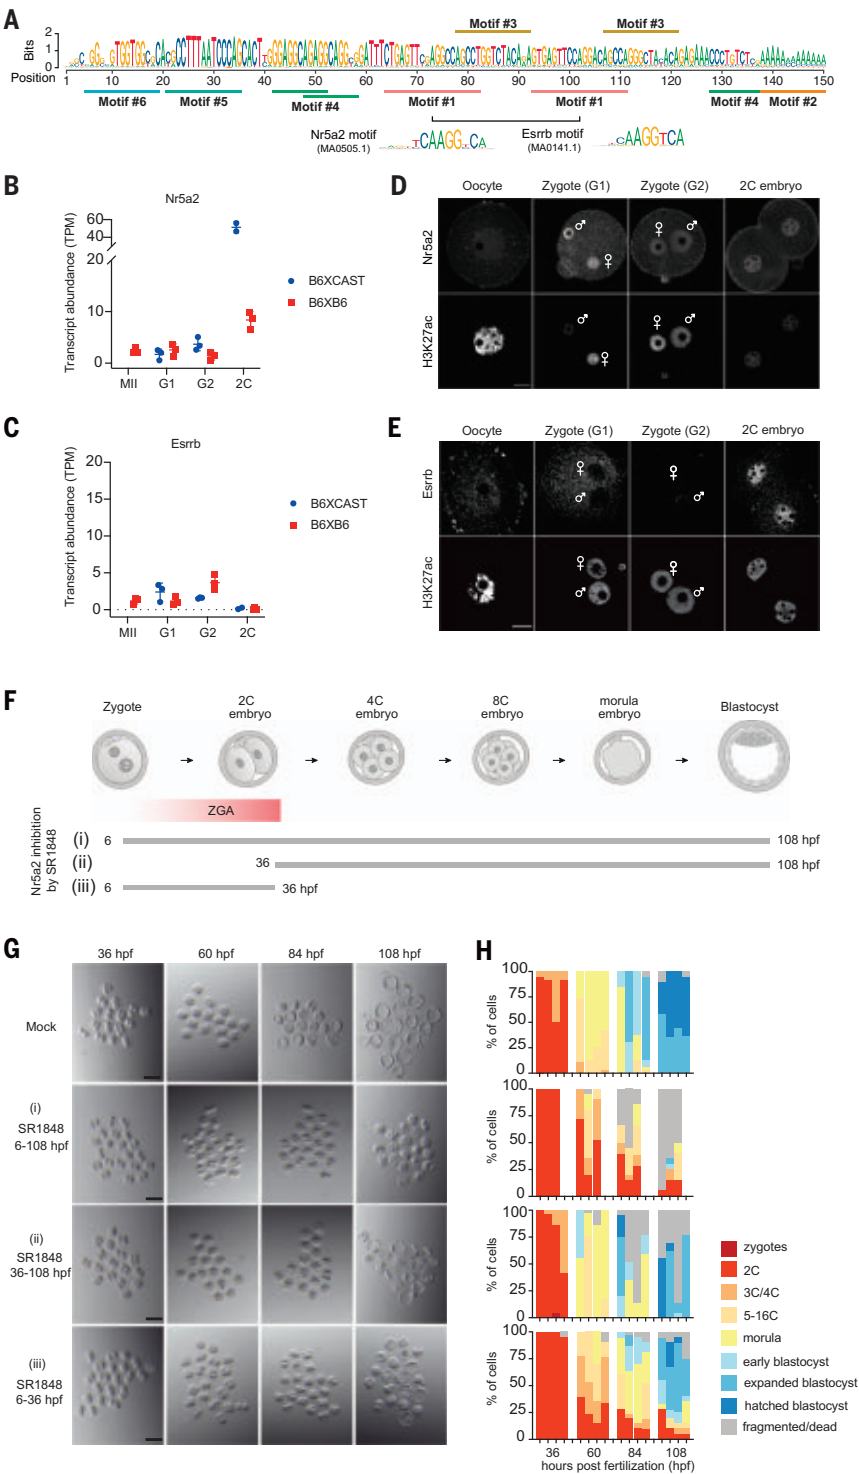 A
Motif #3
Motif #3
Bits
2
1
0
Position
1 10 20 30 40 50 60 70 80 90 100 110 120 130 140 150
Motif #6
Motif #5
Motif #4
Motif #1
Motif #1
Motif #4
Motif #2
Nr5a2 motif
(MA0505.1)
TCAAGGTCA
Esrrb motif
(MA0141.1)
CAAGGTCA
B
Nr5a2
Transcript abundance (TPM)
60
40
20
10
0
MII G1 G2 2C
B6XCAST
B6XB6
C
Esrrb
Transcript abundance (TPM)
20
15
10
5
0
MII G1 G2 2C
B6XCAST
B6XB6
D
Oocyte Zygote (G1) Zygote (G2) 2C embryo
Nr5a2
♂ ♀ ♀ ♂
H3K27ac
♂ ♀ ♀ ♂
E
Oocyte Zygote (G1) Zygote (G2) 2C embryo
Esrrb
♀ ♂ ♀ ♂
H3K27ac
♀ ♂ ♀ ♂
F
Zygote
2C
embryo
4C
embryo
8C
embryo
morula
embryo
Blastocyst
ZGA
Nr5a2 inhibition
by SR1848
(i) 6 108 hpf
(ii) 36 108 hpf
(iii) 6 36 hpf
G
36 hpf 60 hpf 84 hpf 108 hpf
Mock
(i)
SR1848
6-108 hpf
(ii)
SR1848
36-108 hpf
(iii)
SR1848
6-36 hpf
H
% of cells
100
75
50
25
0
% of cells
100
75
50
25
0
% of cells
100
75
50
25
0
% of cells
100
75
50
25
0
36 60 84 108
hours post fertilization (hpf)
zygotes
2C
3C/4C
5-16C
morula
early blastocyst
expanded blastocyst
hatched blastocyst
fragmented/dead